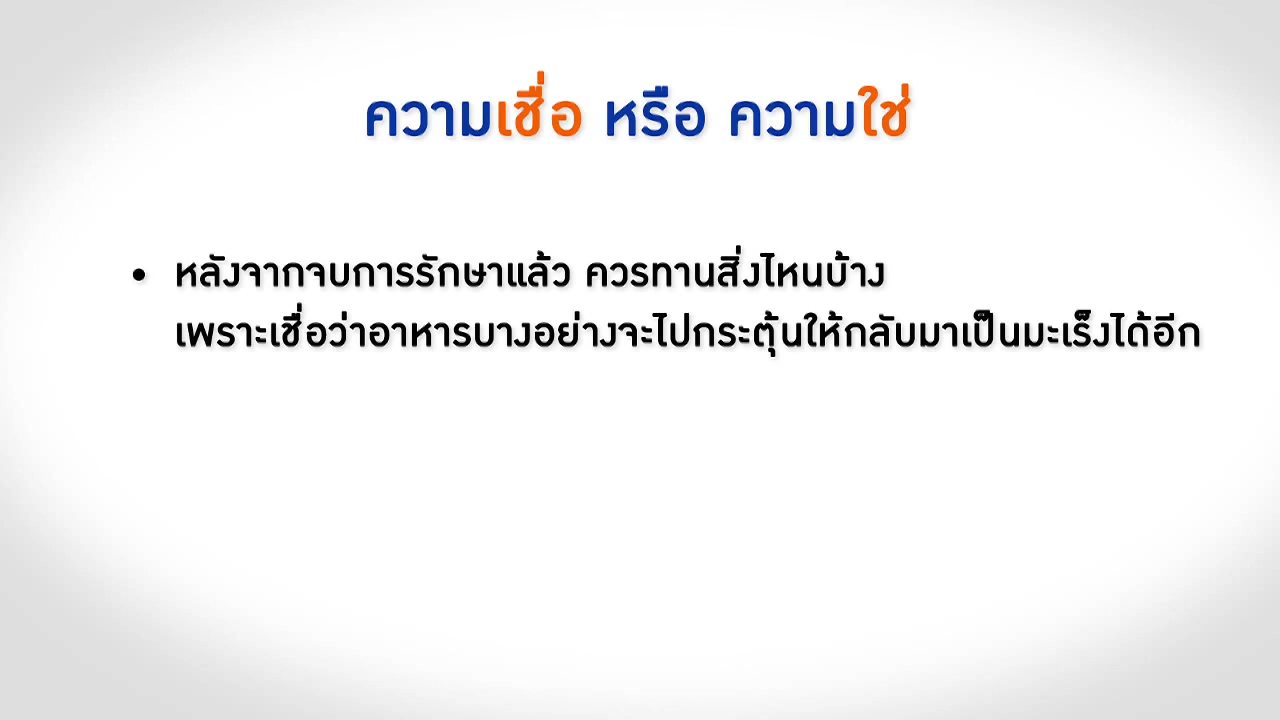 ความเชื่อ หรือ ความใช่
• หลังจากจบการรักษาแล้ว ควรทานสิ่งไหนบ้าง
เพราะเชื่อว่าอาหารบางอย่างจะไปกระตุ้นให้กลับมาเป็นมะเร็งได้อีก